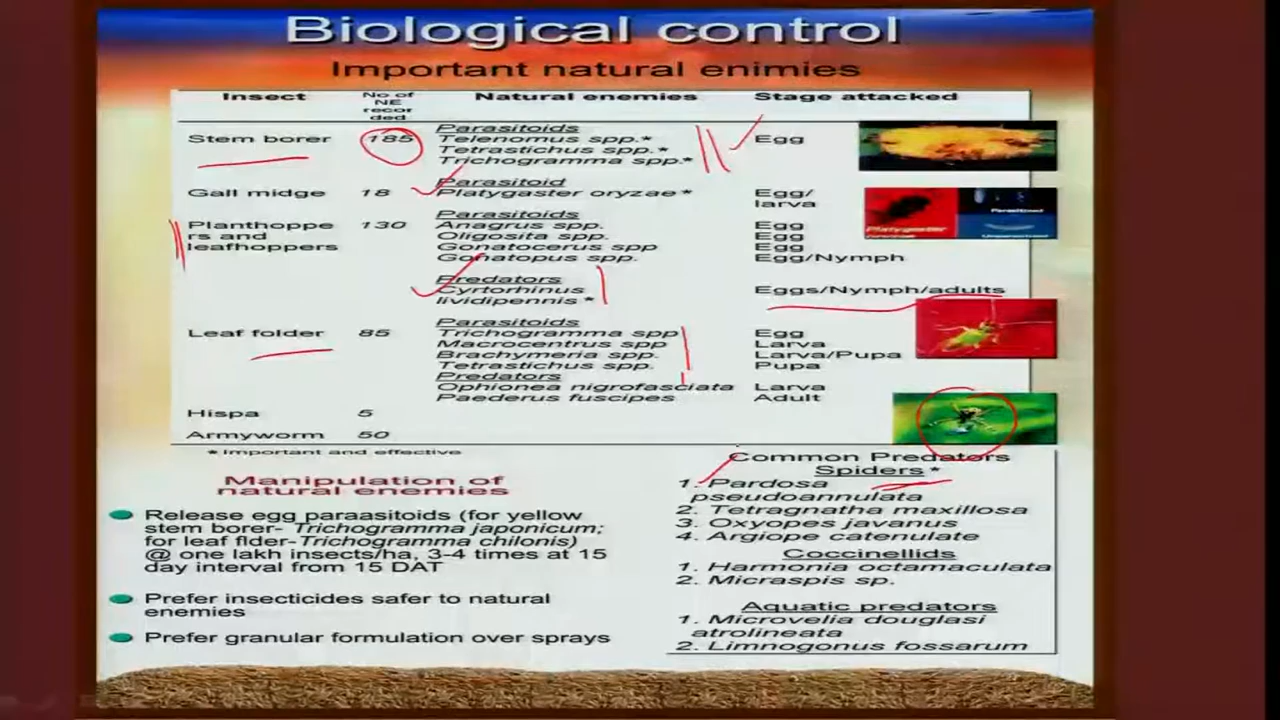 Biological control
Important natural enimies
Insect No of NE recor ded Natural enemies Stage attacked
Parasitoids
Stem borer 185 Telenomus spp.* Egg
Tetrastichus spp.*
Trichogramma spp.*
Parasitoid
Gall midge 18 Platygaster oryzae* Egg/
larva
Parasitoids
Planthoppe 130 Anagrus spp. Egg
rs and Oligosita spp. Egg
leafhoppers Gonatocerus spp Egg
Gonatopus spp. Egg/Nymph
Predators
Cyrtorhinus Eggs/Nymph/adults
lividipennis*
Parasitoids
Leaf folder 85 Trichogramma spp Egg
Macrocentrus spp Larva
Brachymeria spp. Larva/Pupa
Tetrastichus spp. Pupa
Predators
Ophionea nigrofasciata Larva
Paederus fuscipes Adult
Hispa 5
Armyworm 50
*Important and effective
Platygaster
Parasitized
Manipulation of
natural enemies
Release egg paraasitoids (for yellow
stem borer- Trichogramma japonicum;
for leaf flder-Trichogramma chilonis)
@ one lakh insects/ha, 3-4 times at 15
day interval from 15 DAT
Prefer insecticides safer to natural
enemies
Prefer granular formulation over sprays
Common Predators
Spiders*
1. Pardosa
pseudoannulata
2. Tetragnatha maxillosa
3. Oxyopes javanus
4. Argiope catenulate
Coccinellids
1. Harmonia octamaculata
2. Micraspis sp.
Aquatic predators
1. Microvelia douglasi
atrolineata
2. Limnogonus fossarum